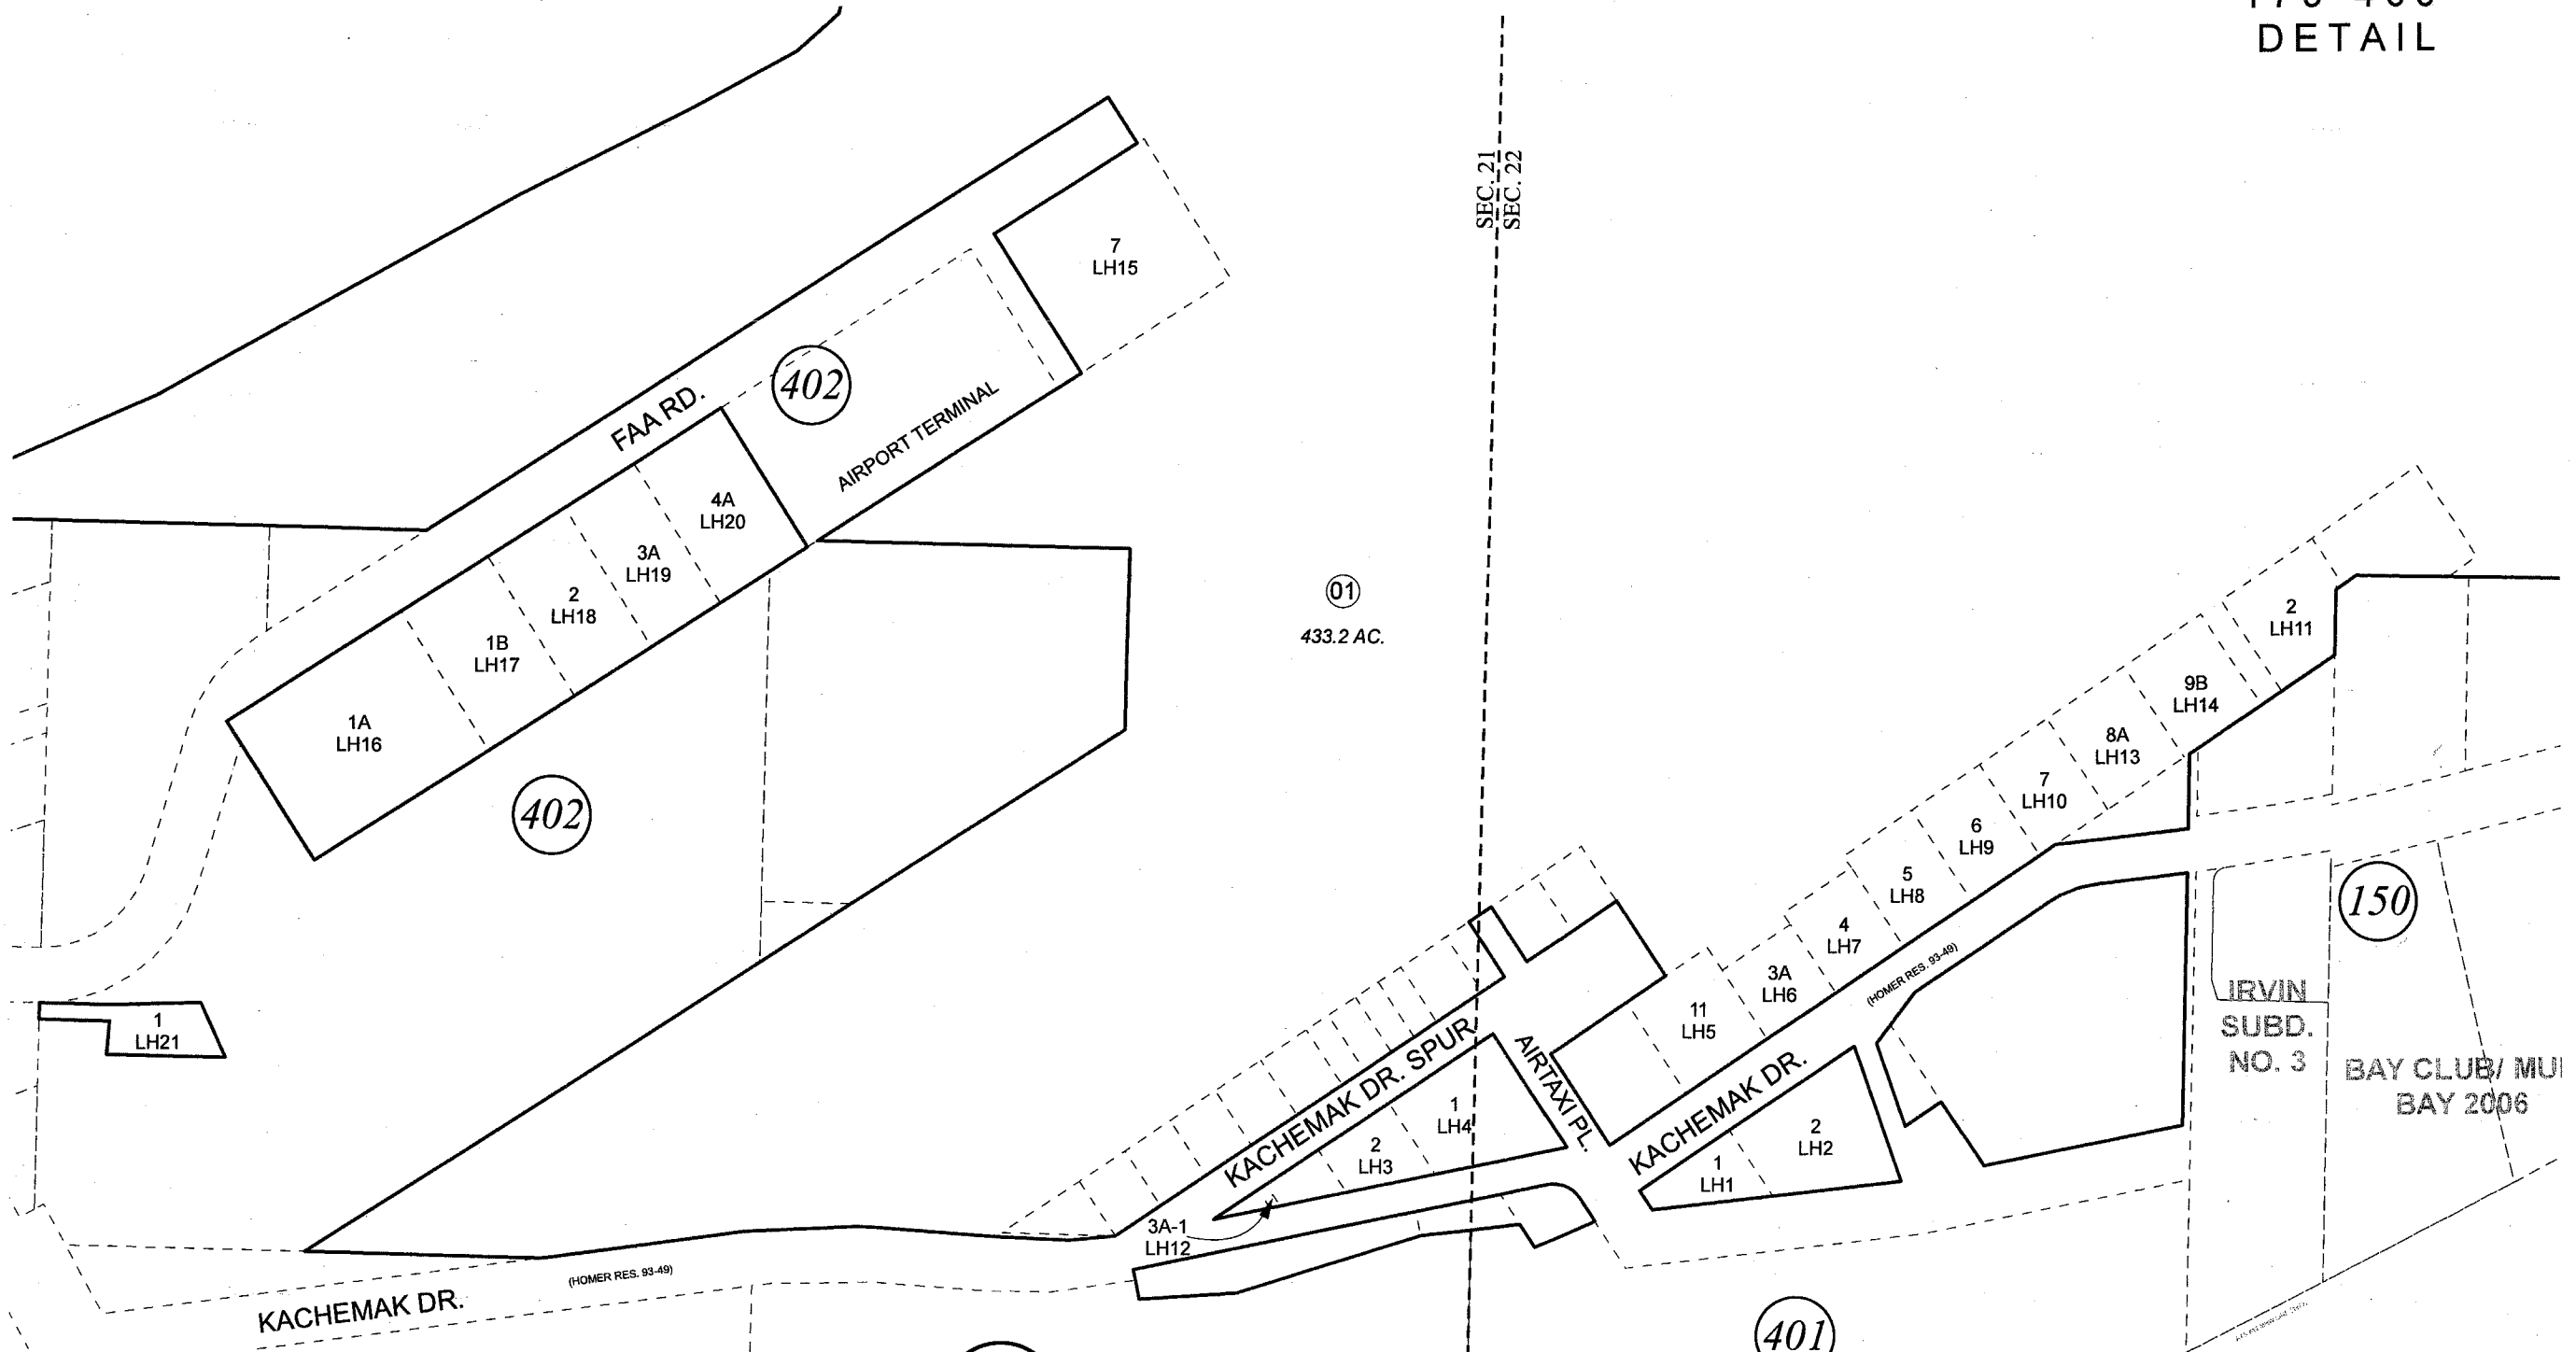 DETAIL
SEC. 21
SEC. 22
7
LH15
402
FAA RD.
AIRPORT TERMINAL
4A
LH20
3A
LH19
2
LH18
1B
LH17
1A
LH16
402
01
433.2 AC.
2
LH11
9B
LH14
8A
LH13
7
LH10
6
LH9
5
LH8
4
LH7
3A
LH6
11
LH5
(HOMER RES. 93-49)
150
IRVIN
SUBD.
NO. 3
BAY CLUB/ MU
BAY 2006
1
LH21
KACHEMAK DR. SPUR
AIRTAXI PL.
KACHEMAK DR.
1
LH4
2
LH3
2
LH2
1
LH1
3A-1
LH12
(HOMER RES. 93-49)
KACHEMAK DR.
401